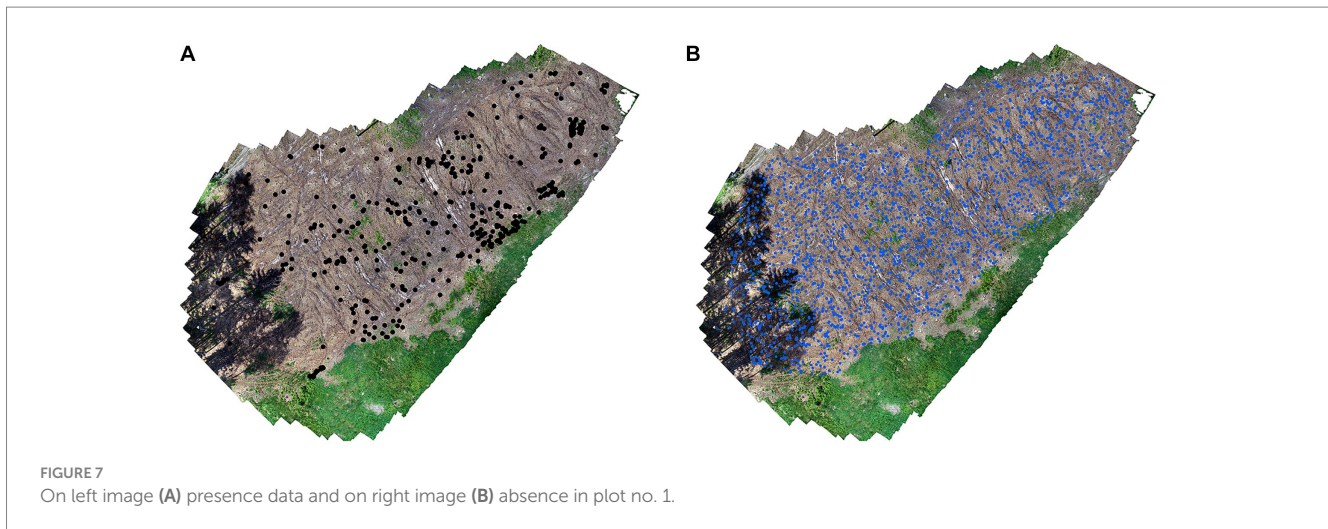 A
B
FIGURE 7
On left image (A) presence data and on right image (B) absence in plot no. 1.